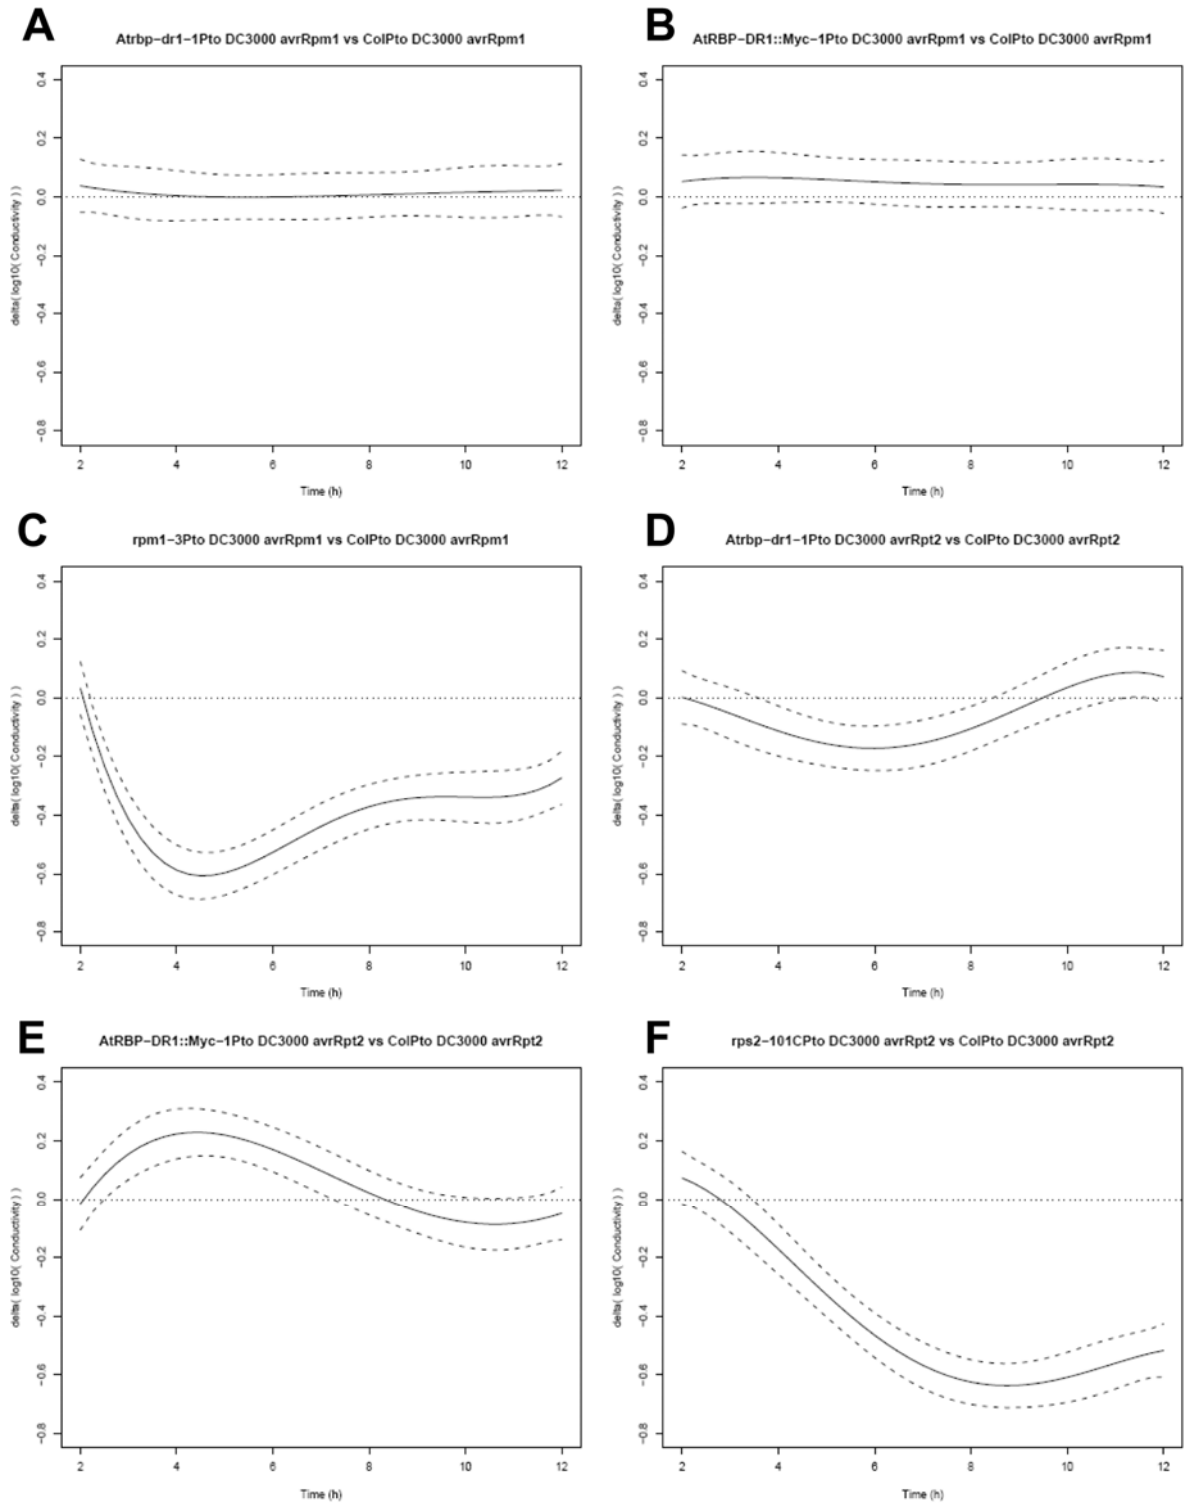 A
Atrbp-dr1-1Pto DC3000 avrRpm1 vs ColPto DC3000 avrRpm1
0.4
0.2
0.0
-0.2
-0.4
-0.6
-0.8
delta( log10( Conductivity ) )
2 4 6 8 10 12
Time (h)
B
AtRBP-DR1::Myc-1Pto DC3000 avrRpm1 vs ColPto DC3000 avrRpm1
0.4
0.2
0.0
-0.2
-0.4
-0.6
-0.8
delta( log10( Conductivity ) )
2 4 6 8 10 12
Time (h)
C
rpm1-3Pto DC3000 avrRpm1 vs ColPto DC3000 avrRpm1
0.4
0.2
0.0
-0.2
-0.4
-0.6
-0.8
delta( log10( Conductivity ) )
2 4 6 8 10 12
Time (h)
D
Atrbp-dr1-1Pto DC3000 avrRpt2 vs ColPto DC3000 avrRpt2
0.4
0.2
0.0
-0.2
-0.4
-0.6
-0.8
delta( log10( Conductivity ) )
2 4 6 8 10 12
Time (h)
E
AtRBP-DR1::Myc-1Pto DC3000 avrRpt2 vs ColPto DC3000 avrRpt2
0.4
0.2
0.0
-0.2
-0.4
-0.6
-0.8
delta( log10( Conductivity ) )
2 4 6 8 10 12
Time (h)
F
rps2-101CPto DC3000 avrRpt2 vs ColPto DC3000 avrRpt2
0.4
0.2
0.0
-0.2
-0.4
-0.6
-0.8
delta( log10( Conductivity ) )
2 4 6 8 10 12
Time (h)